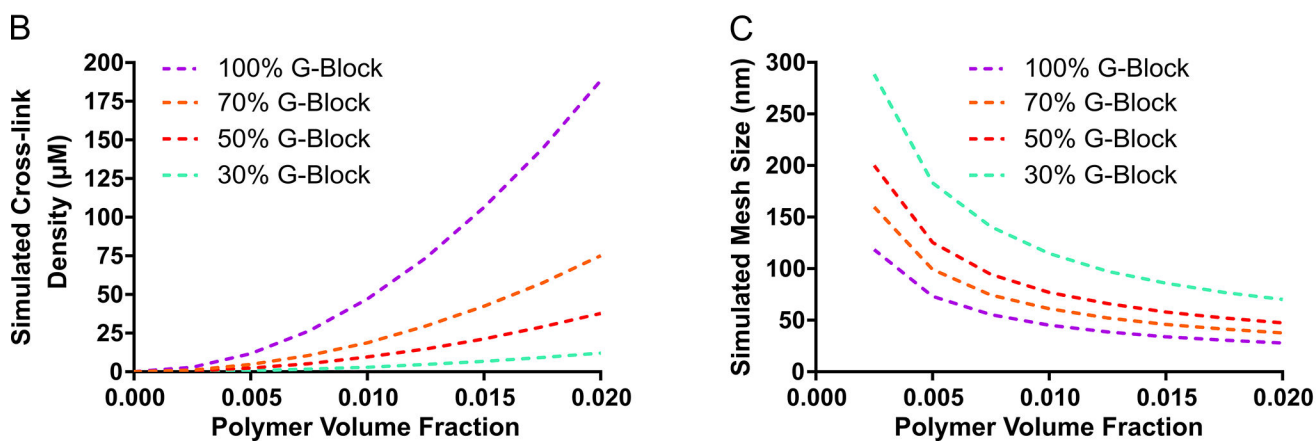 B
Simulated Cross-link
Density (µM)
200
175
150
125
100
75
50
25
0
100% G-Block
70% G-Block
50% G-Block
30% G-Block
0.000 0.005 0.010 0.015 0.020
Polymer Volume Fraction
C
Simulated Mesh Size (nm)
300
250
200
150
100
50
0
100% G-Block
70% G-Block
50% G-Block
30% G-Block
0.000 0.005 0.010 0.015 0.020
Polymer Volume Fraction